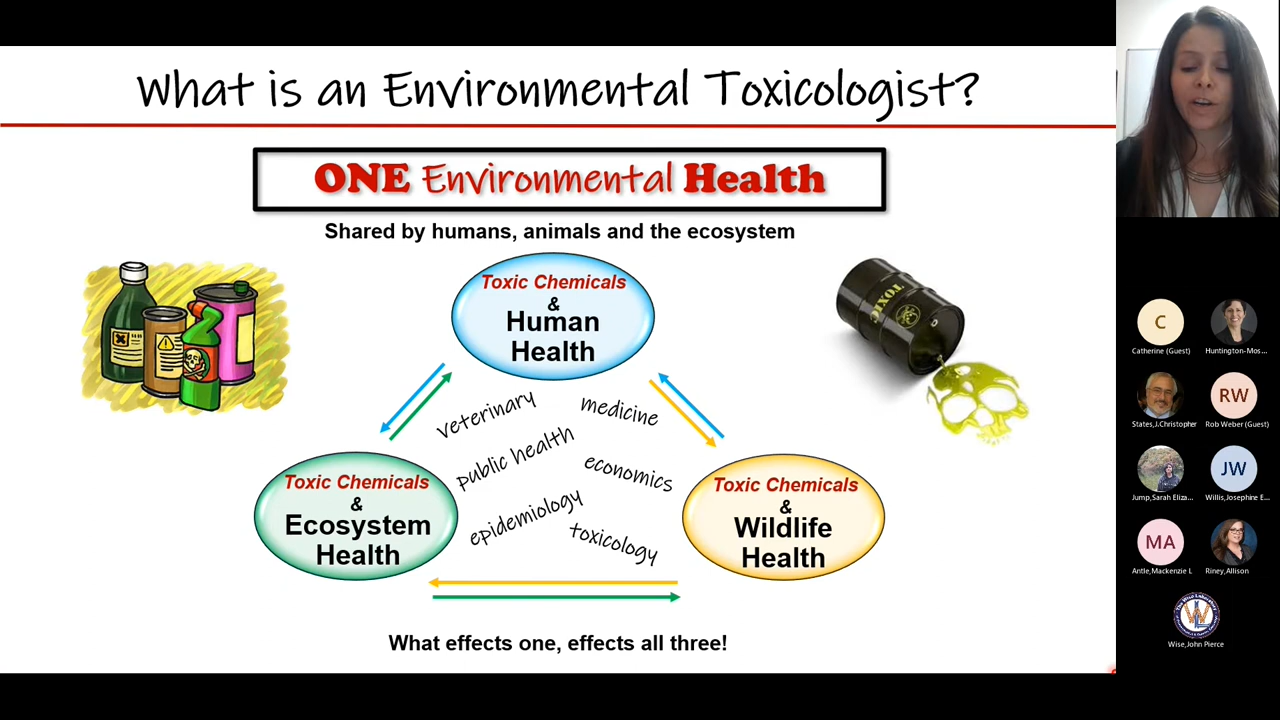 What is an Environmental Toxicologist?
ONE Environmental Health
Shared by humans, animals and the ecosystem
Toxic Chemicals
&
Human
Health
TOXIC
veterinary
medicine
public health
economics
epidemiology
toxicology
Toxic Chemicals
&
Ecosystem
Health
Toxic Chemicals
&
Wildlife
Health
What effects one, effects all three!
C
Catherine (Guest)
Huntington-Mos...
States,J.Christopher
RW
Rob Weber (Guest)
Jump,Sarah Eliza...
JW
Willis,Josephine E...
MA
Antle,Mackenzie L
Riney,Allison
Wise,John Pierce